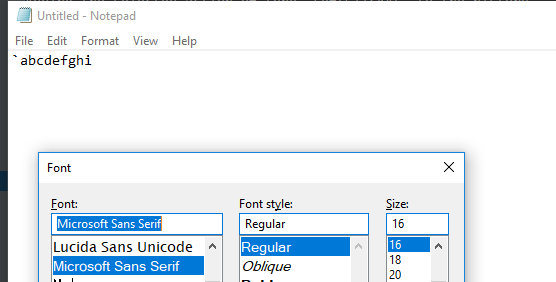 Untitled - Notepad
File Edit Format View Help
`abcdefghi
Font
Font: Font style: Size:
Microsoft Sans Serif Regular 16
Lucida Sans Unicode Regular 16
Microsoft Sans Serif Oblique 18
20